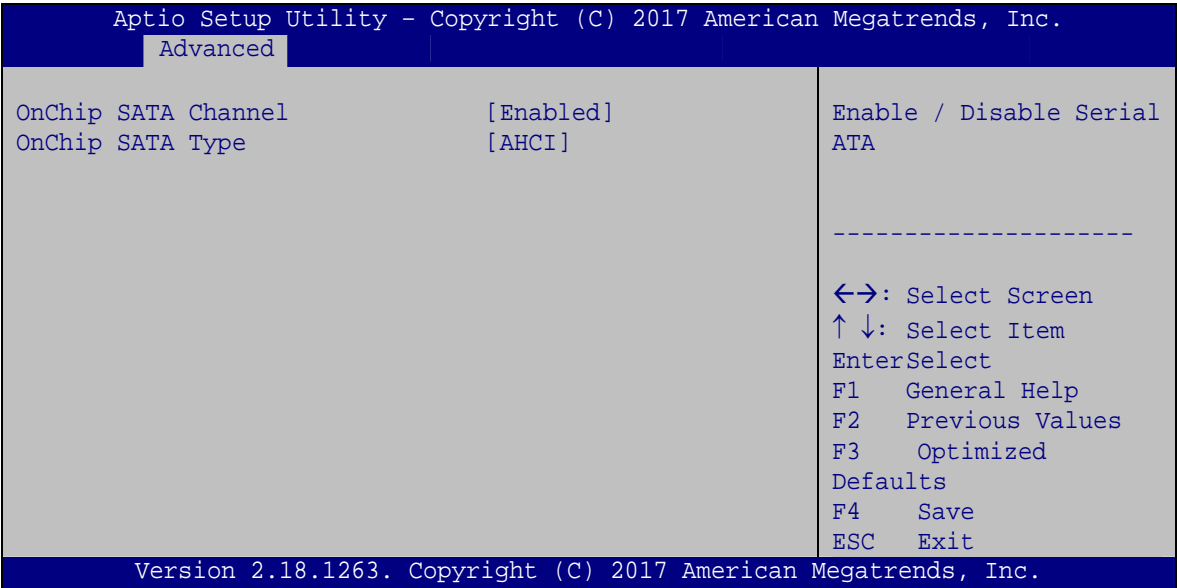 Aptio Setup Utility – Copyright (C) 2017 American Megatrends, Inc.
Advanced
OnChip SATA Channel [Enabled]
OnChip SATA Type [AHCI]
Enable / Disable Serial
ATA
---------------------
←→: Select Screen
↑ ↓: Select Item
EnterSelect
F1 General Help
F2 Previous Values
F3 Optimized
Defaults
F4 Save
ESC Exit
Version 2.18.1263. Copyright (C) 2017 American Megatrends, Inc.